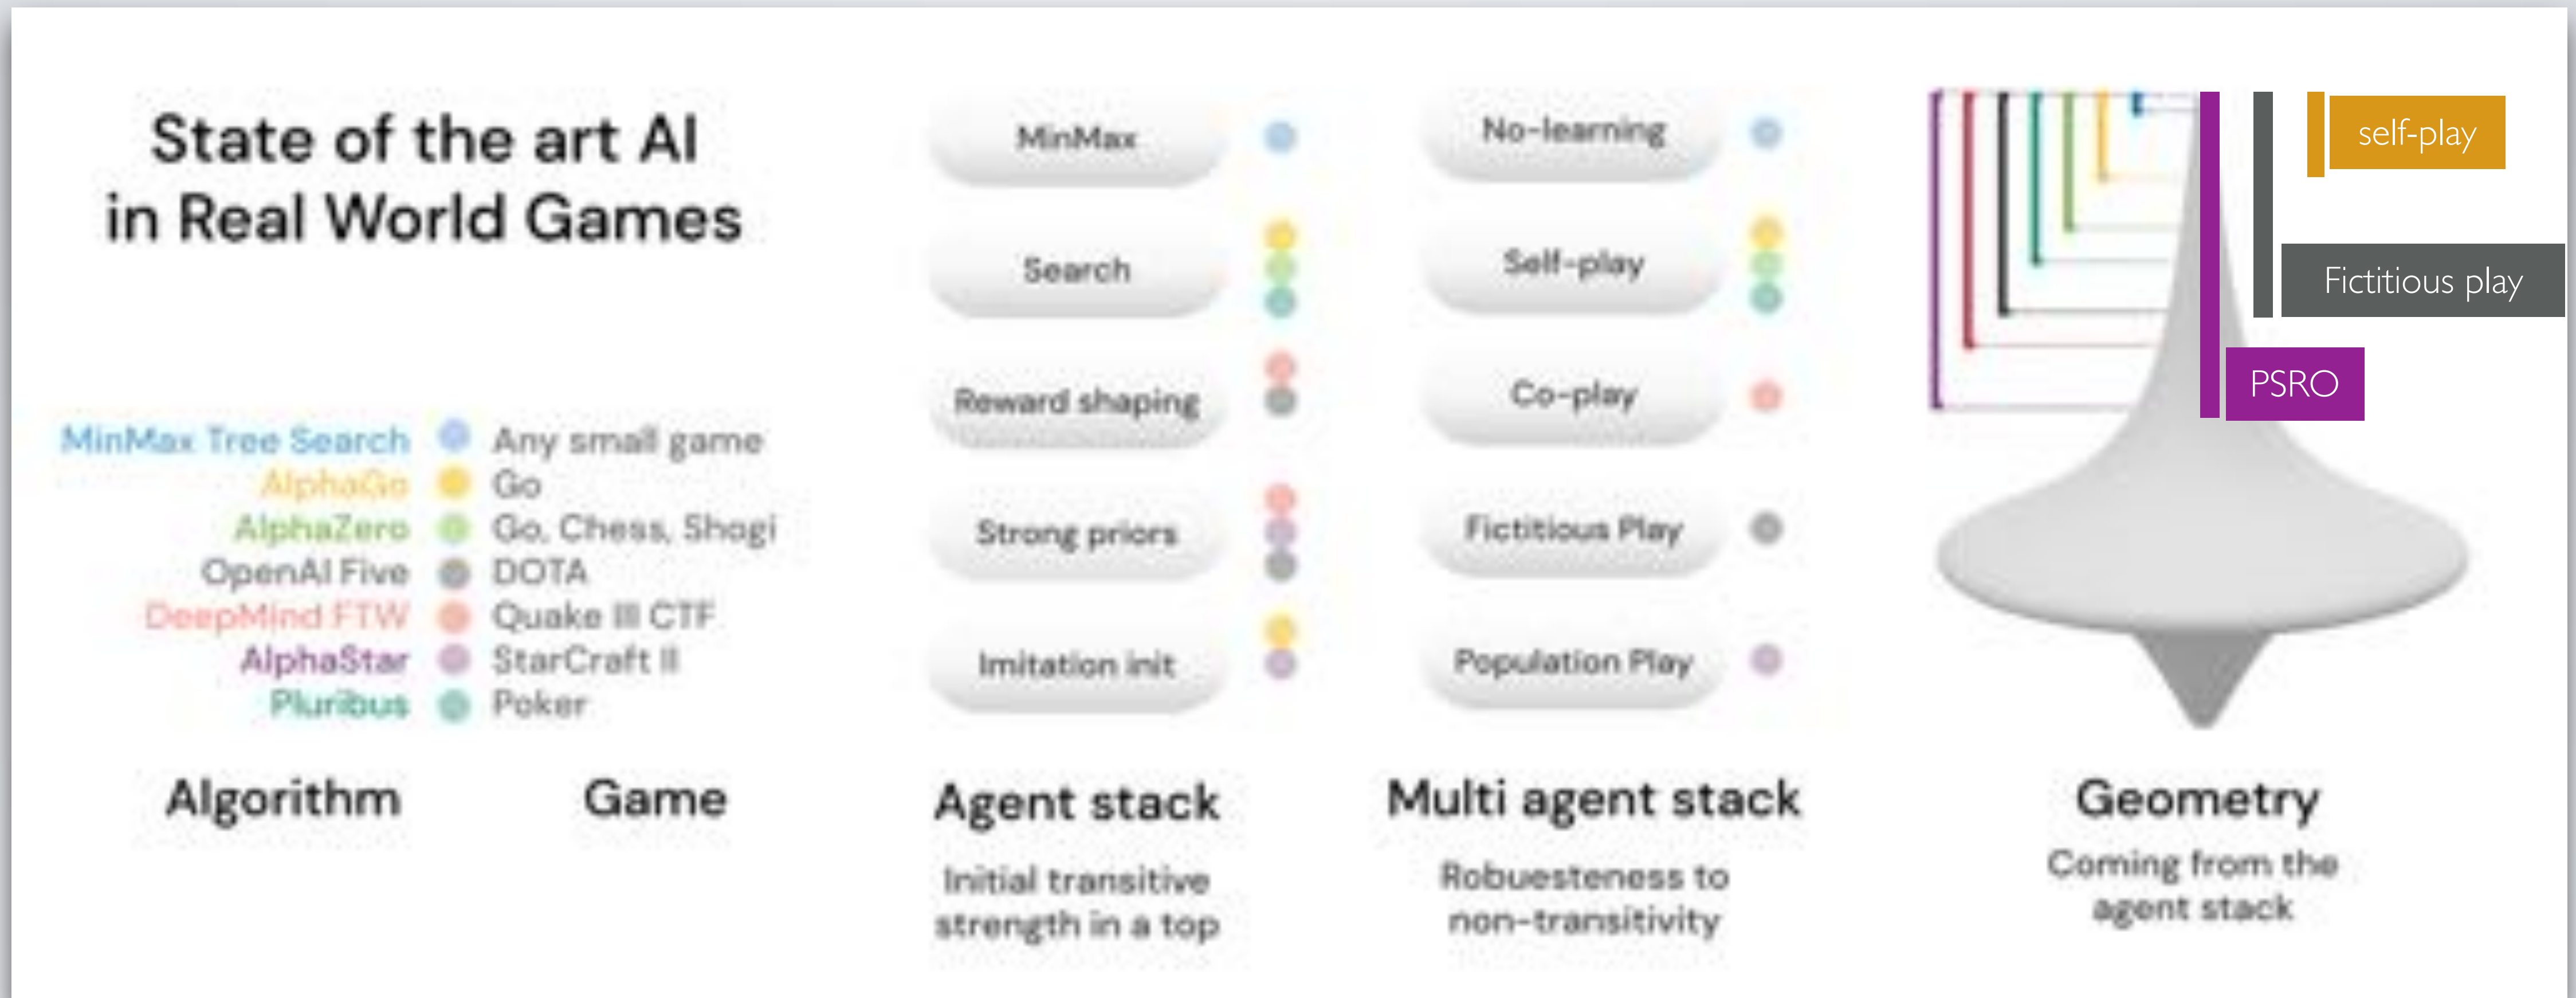 State of the art AI
in Real World Games
MinMax Tree Search Any small game
AlphaGo Go
AlphaZero Go, Chess, Shogi
OpenAI Five DOTA
DeepMind FTW Quake III CTF
AlphaStar StarCraft II
Pluribus Poker
Algorithm Game
MinMax
Search
Reward shaping
Strong priors
Imitation init
Agent stack
Initial transitive
strength in a top
No-learning
Self-play
Co-play
Fictitious Play
Population Play
Multi agent stack
Robuesteness to
non-transitivity
self-play
Fictitious play
PSRO
Geometry
Coming from the
agent stack